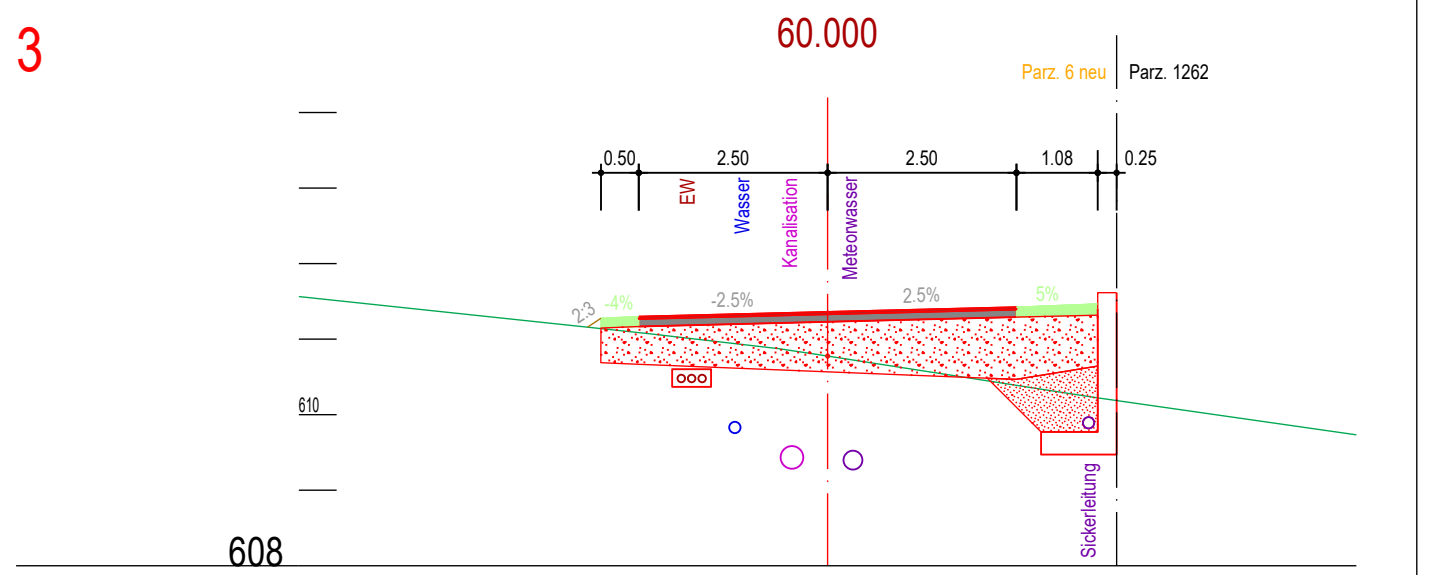 3
60.000
Parz. 6 neu
Parz. 1262
0.50
2.50
2.50
1.08
0.25
EW
Wasser
Kanalisation
Meteorwasser
2:3
-4%
-2.5%
2.5%
5%
610
Sickerleitung
608